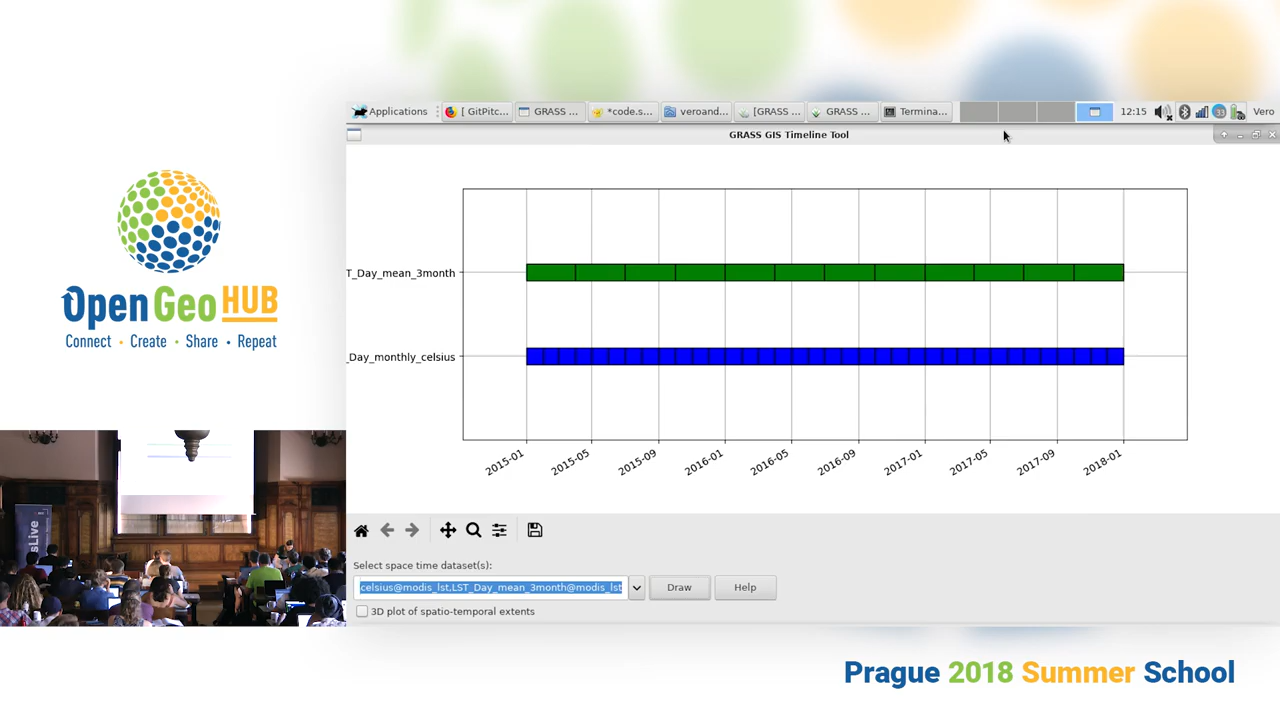 Applications
[ GitPitc...
GRASS ...
*code.s...
veroand...
[GRASS ...
GRASS ...
Termina...
12:15
33
Vero
GRASS GIS Timeline Tool
T_Day_mean_3month
_Day_monthly_celsius
2015-01
2015-05
2015-09
2016-01
2016-05
2016-09
2017-01
2017-05
2017-09
2018-01
Select space time dataset(s):
celsius@modis_lst,LST_Day_mean_3month@modis_lst
Draw
Help
3D plot of spatio-temporal extents
OpenGeoHUB
Connect • Create • Share • Repeat
sLive
Prague 2018 Summer School